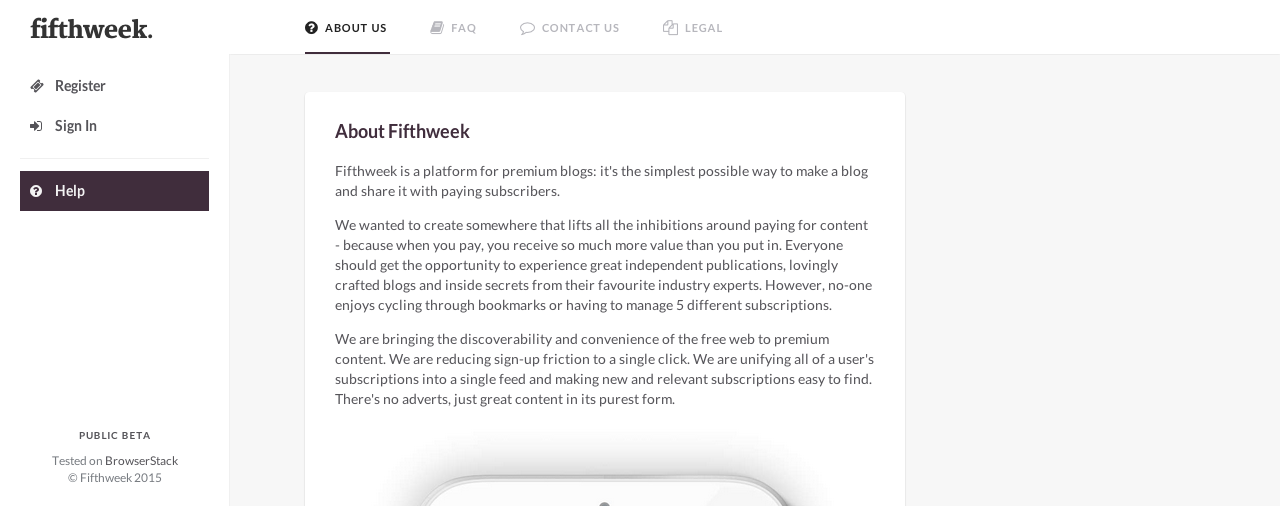 fifthweek.
ABOUT US
FAQ
CONTACT US
LEGAL
Register
Sign In
Help
About Fifthweek
Fifthweek is a platform for premium blogs: it's the simplest possible way to make a blog
and share it with paying subscribers.
We wanted to create somewhere that lifts all the inhibitions around paying for content
- because when you pay, you receive so much more value than you put in. Everyone
should get the opportunity to experience great independent publications, lovingly
crafted blogs and inside secrets from their favourite industry experts. However, no-one
enjoys cycling through bookmarks or having to manage 5 different subscriptions.
We are bringing the discoverability and convenience of the free web to premium
content. We are reducing sign-up friction to a single click. We are unifying all of a user's
subscriptions into a single feed and making new and relevant subscriptions easy to find.
There's no adverts, just great content in its purest form.
PUBLIC BETA
Tested on BrowserStack
© Fifthweek 2015